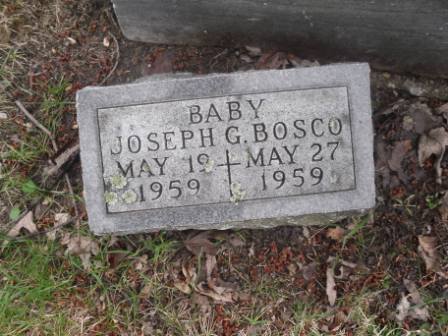 BABY
JOSEPH G. BOSCO
MAY 19 MAY 27
1959 1959